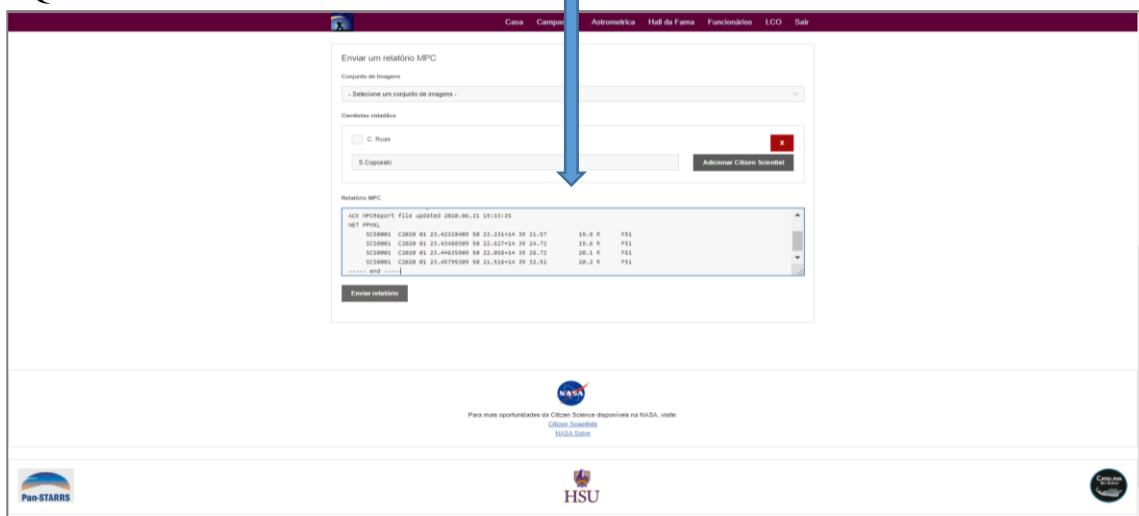 Casa Campan Astrometrica Hall da Fama Funcionários LCO Sair
Enviar um relatório MPC
Conjunto de Imagens
- Selecione um conjunto de imagens -
Cientistas cidadãos
C. Ruas
X
S.Copceski
Adicionar Citizen Scientist
Relatório MPC
ACK MPCReport file updated 2020.06.21 19:33:25
NET PPMXL
SCS0001 C2020 01 23.42328409 50 23.231+14 39 21.57 19.8 R F51
SCS0001 C2020 01 23.43480309 50 22.627+14 39 24.72 19.6 R F51
SCS0001 C2020 01 23.44635909 50 22.058+14 39 28.72 20.1 R F51
SCS0001 C2020 01 23.45795309 50 21.516+14 39 32.51 20.2 R F51
----- end -----
Enviar relatório
NASA
Para mais oportunidades da Citizen Science disponíveis na NASA, visite:
Citizen Scientists
NASA Solve
Pan-STARRS
HSU
CATALINA